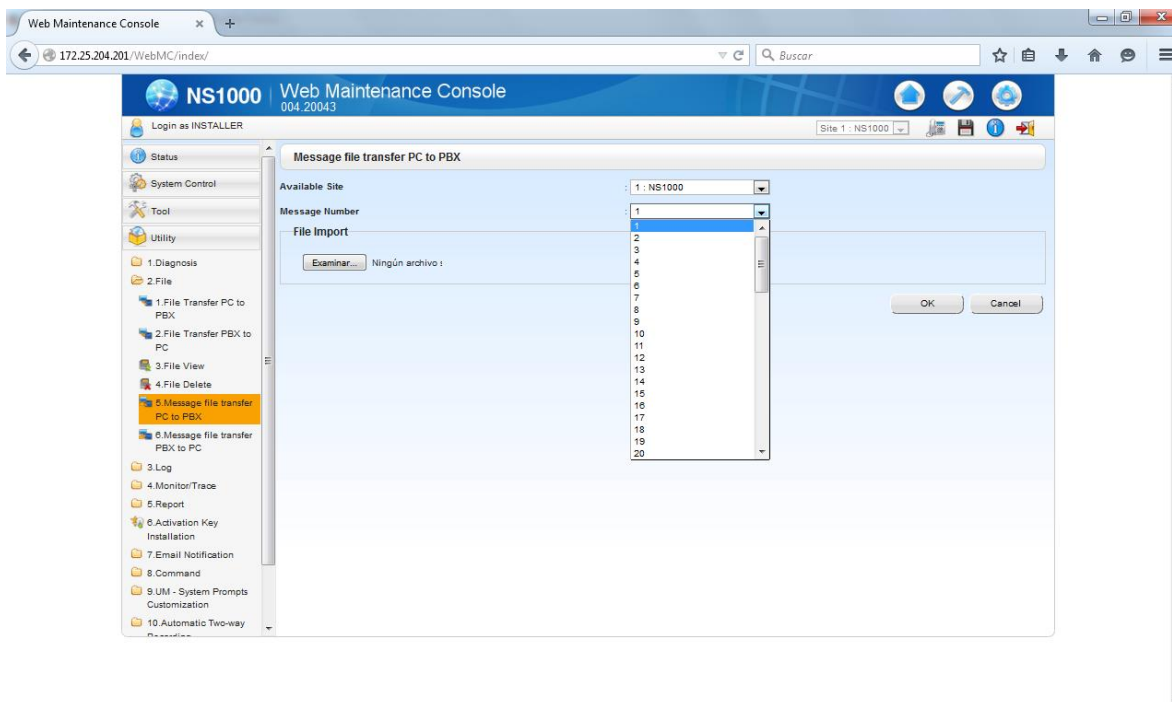 Web Maintenance Console
172.25.204.201/WebMC/index/
Buscar
NS1000
Web Maintenance Console
004.20043
Login as INSTALLER
Site 1 : NS1000
Status
System Control
Tool
Utility
1.Diagnosis
2.File
1.File Transfer PC to
PBX
2.File Transfer PBX to
PC
3.File View
4.File Delete
5.Message file transfer
PC to PBX
6.Message file transfer
PBX to PC
3.Log
4.Monitor/Trace
5.Report
6.Activation Key
Installation
7.Email Notification
8.Command
9.UM - System Prompts
Customization
10.Automatic Two-way
Recording
Message file transfer PC to PBX
Available Site
: 1 : NS1000
Message Number
: 1
1
2
3
4
5
6
7
8
9
10
11
12
13
14
15
16
17
18
19
20
File Import
Examinar... Ningún archivo s
OK
Cancel